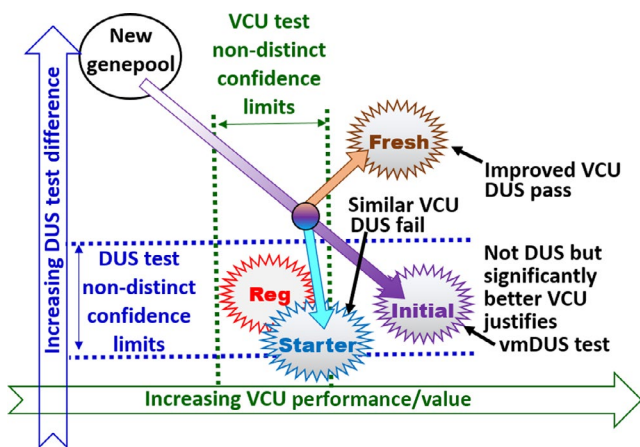 New
genepool
VCU test
non-distinct
confidence
limits
Increasing DUS test difference
Fresh
Improved VCU
DUS pass
Similar VCU
DUS fail
DUS test
non-distinct
confidence
limits
Reg
Starter
Initial
Not DUS but
significantly
better VCU
justifies
vmDUS test
Increasing VCU performance/value